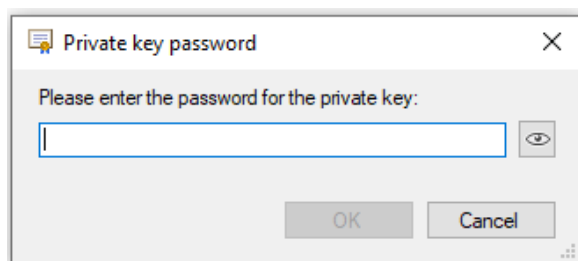 Private key password
Please enter the password for the private key:
OK
Cancel